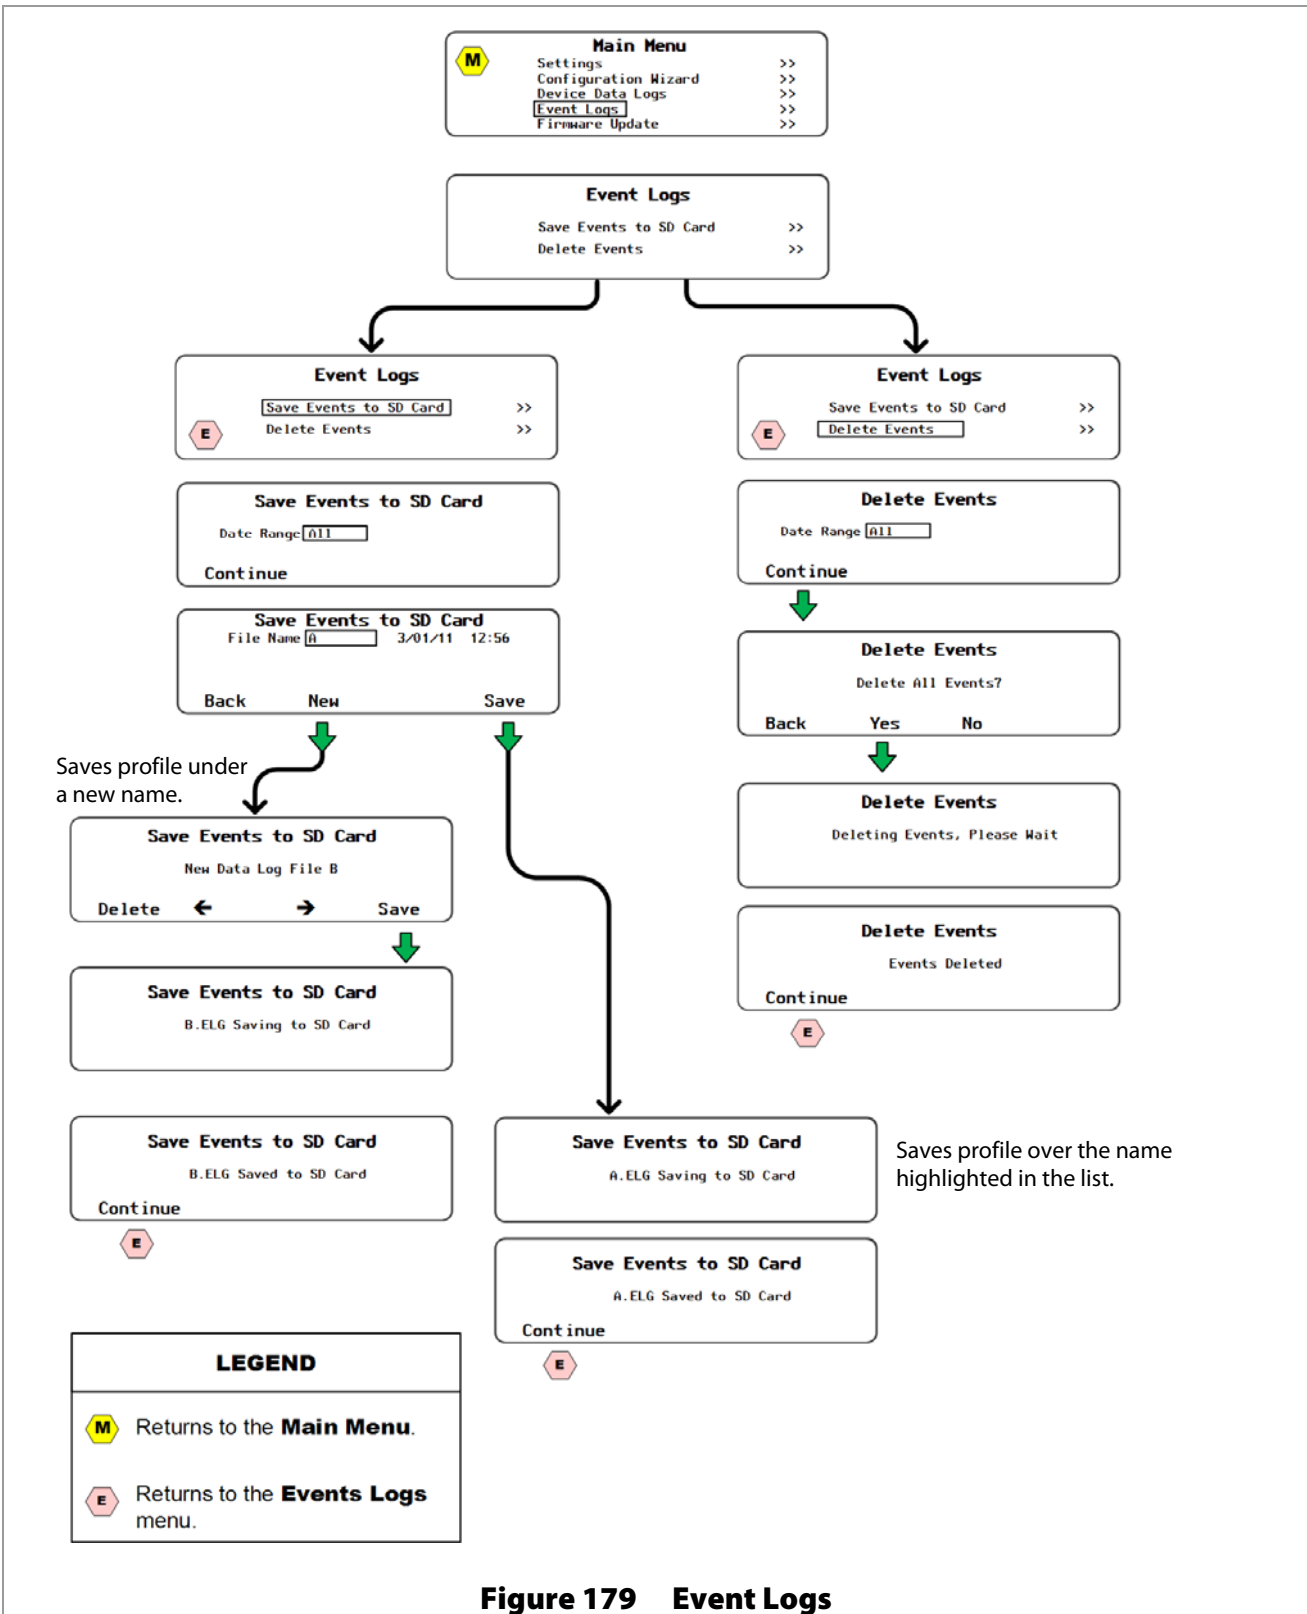 Main Menu
M
Settings >>
Configuration Wizard >>
Device Data Logs >>
Event Logs >>
Firmware Update >>
Event Logs
Save Events to SD Card >>
Delete Events >>
Event Logs
Save Events to SD Card >>
E
Delete Events >>
Save Events to SD Card
Date Range All
Continue
Save Events to SD Card
File Name A 3/01/11 12:56
Back New Save
Saves profile under
a new name.
Save Events to SD Card
New Data Log File B
Delete ← → Save
Save Events to SD Card
B.ELG Saving to SD Card
Save Events to SD Card
B.ELG Saved to SD Card
Continue
E
Save Events to SD Card
A.ELG Saving to SD Card
Saves profile over the name
highlighted in the list.
Save Events to SD Card
A.ELG Saved to SD Card
Continue
E
Event Logs
Save Events to SD Card >>
E
Delete Events >>
Delete Events
Date Range All
Continue
Delete Events
Delete All Events?
Back Yes No
Delete Events
Deleting Events, Please Wait
Delete Events
Events Deleted
Continue
E
LEGEND
M Returns to the Main Menu.
E Returns to the Events Logs
menu.
Figure 179 Event Logs